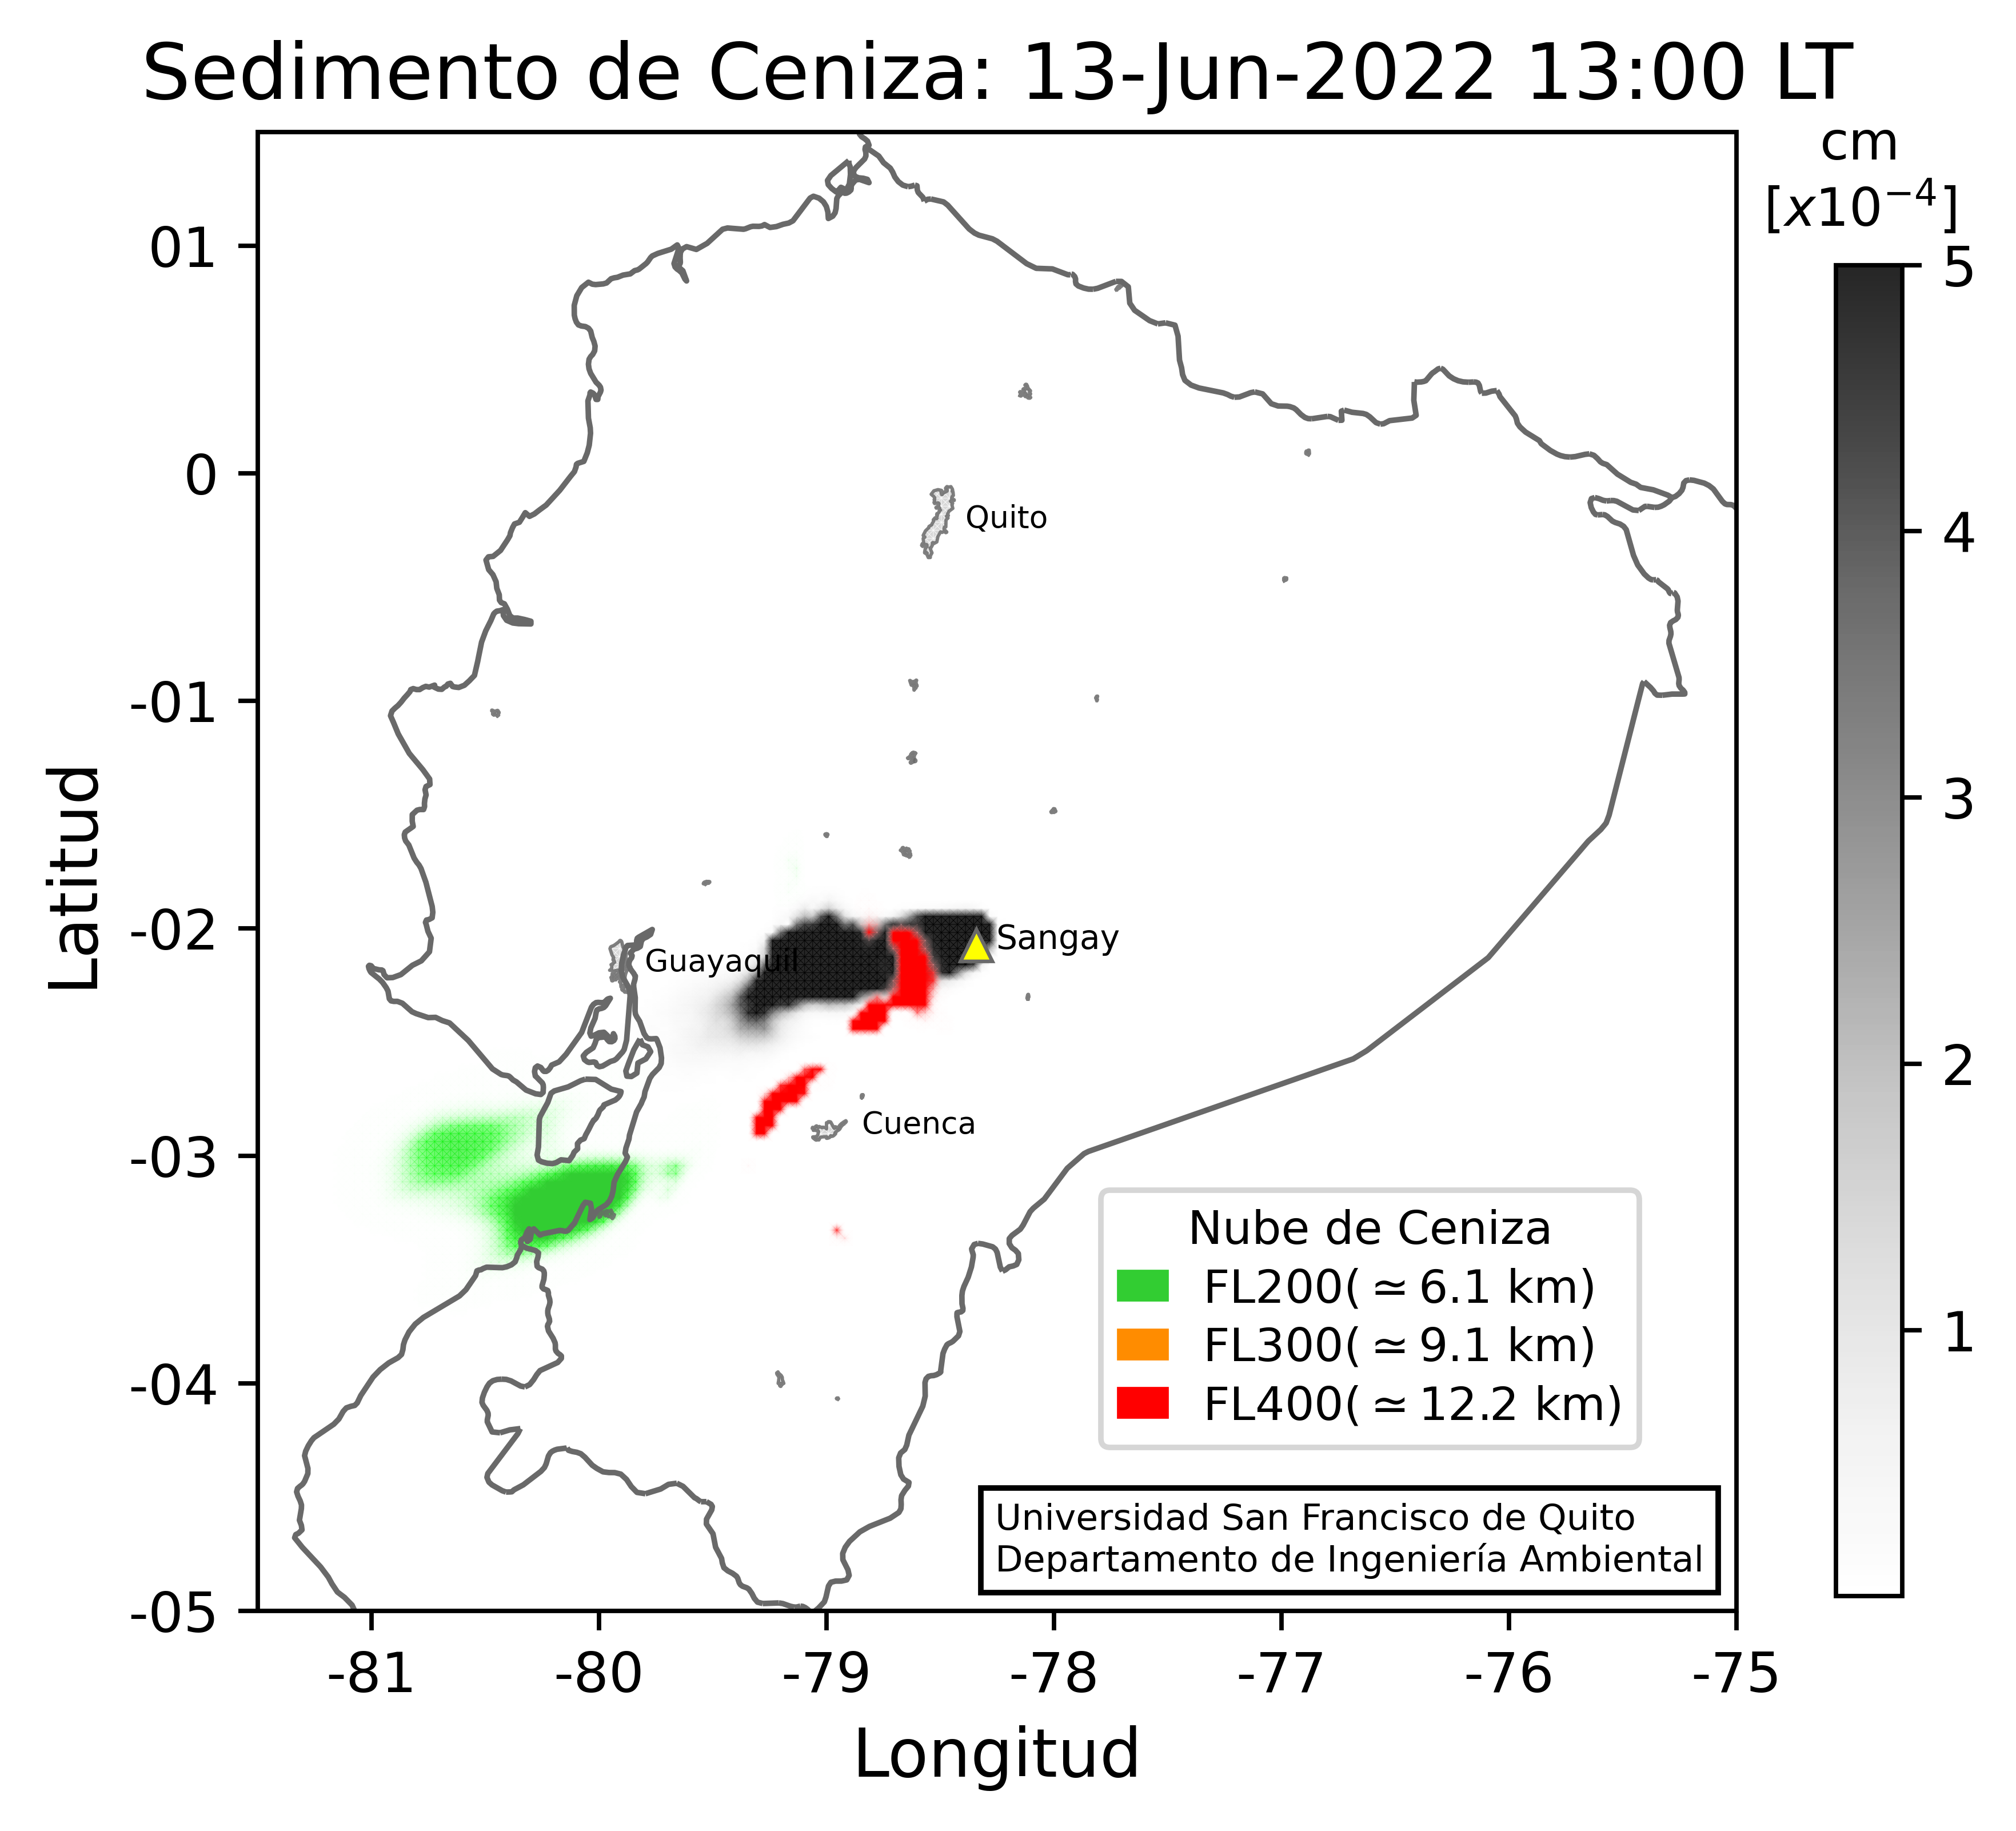 Sedimento de Ceniza: 13-Jun-2022 13:00 LT
cm
[x10⁻⁴]
5
4
3
2
1
Latitud
01
0
-01
-02
-03
-04
-05
Quito
Sangay
Guayaquil
Cuenca
Nube de Ceniza
FL200( ≃ 6.1 km)
FL300( ≃ 9.1 km)
FL400( ≃ 12.2 km)
Universidad San Francisco de Quito
Departamento de Ingeniería Ambiental
-81
-80
-79
-78
-77
-76
-75
Longitud